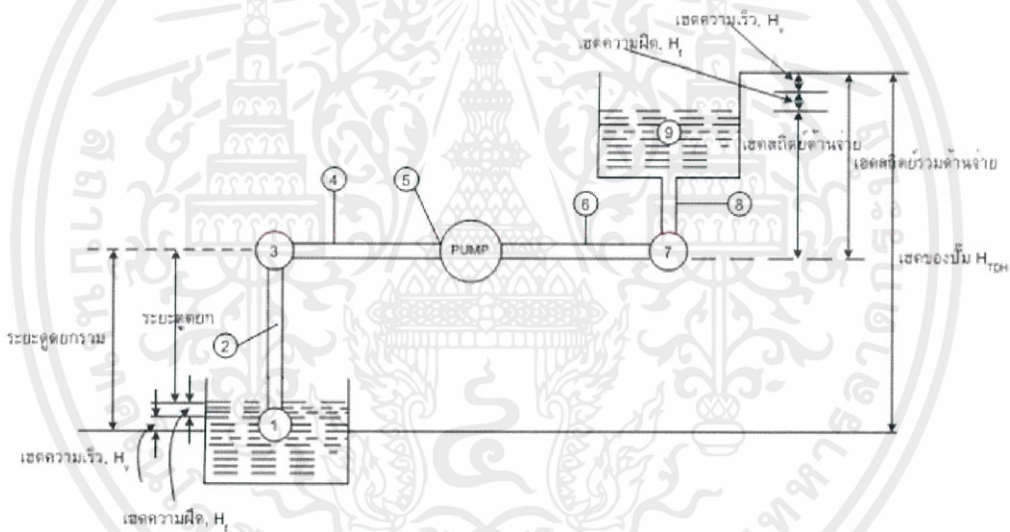 เฮดความเร็ว, Hᵥ
เฮดความฝืด, H_f
9
เฮดสถิตย์ด้านจ่าย
เฮดสถิตย์รวมด้านจ่าย
4
5
6
8
3
PUMP
7
เฮดของปั๊ม H_TDH
ระยะดูดยก
ระยะดูดยกรวม
2
1
เฮดความเร็ว, Hᵥ
เฮดความฝืด, H_f